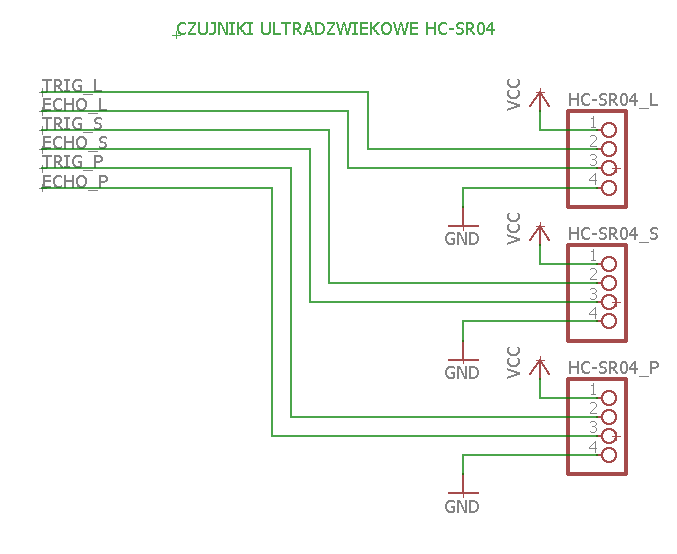 CZUJNIKI ULTRADZWIEKOWE HC-SR04
TRIG_L
ECHO_L
TRIG_S
ECHO_S
TRIG_P
ECHO_P
VCC
HC-SR04_L
1
2
3
4
GND
VCC
HC-SR04_S
1
2
3
4
GND
VCC
HC-SR04_P
1
2
3
4
GND